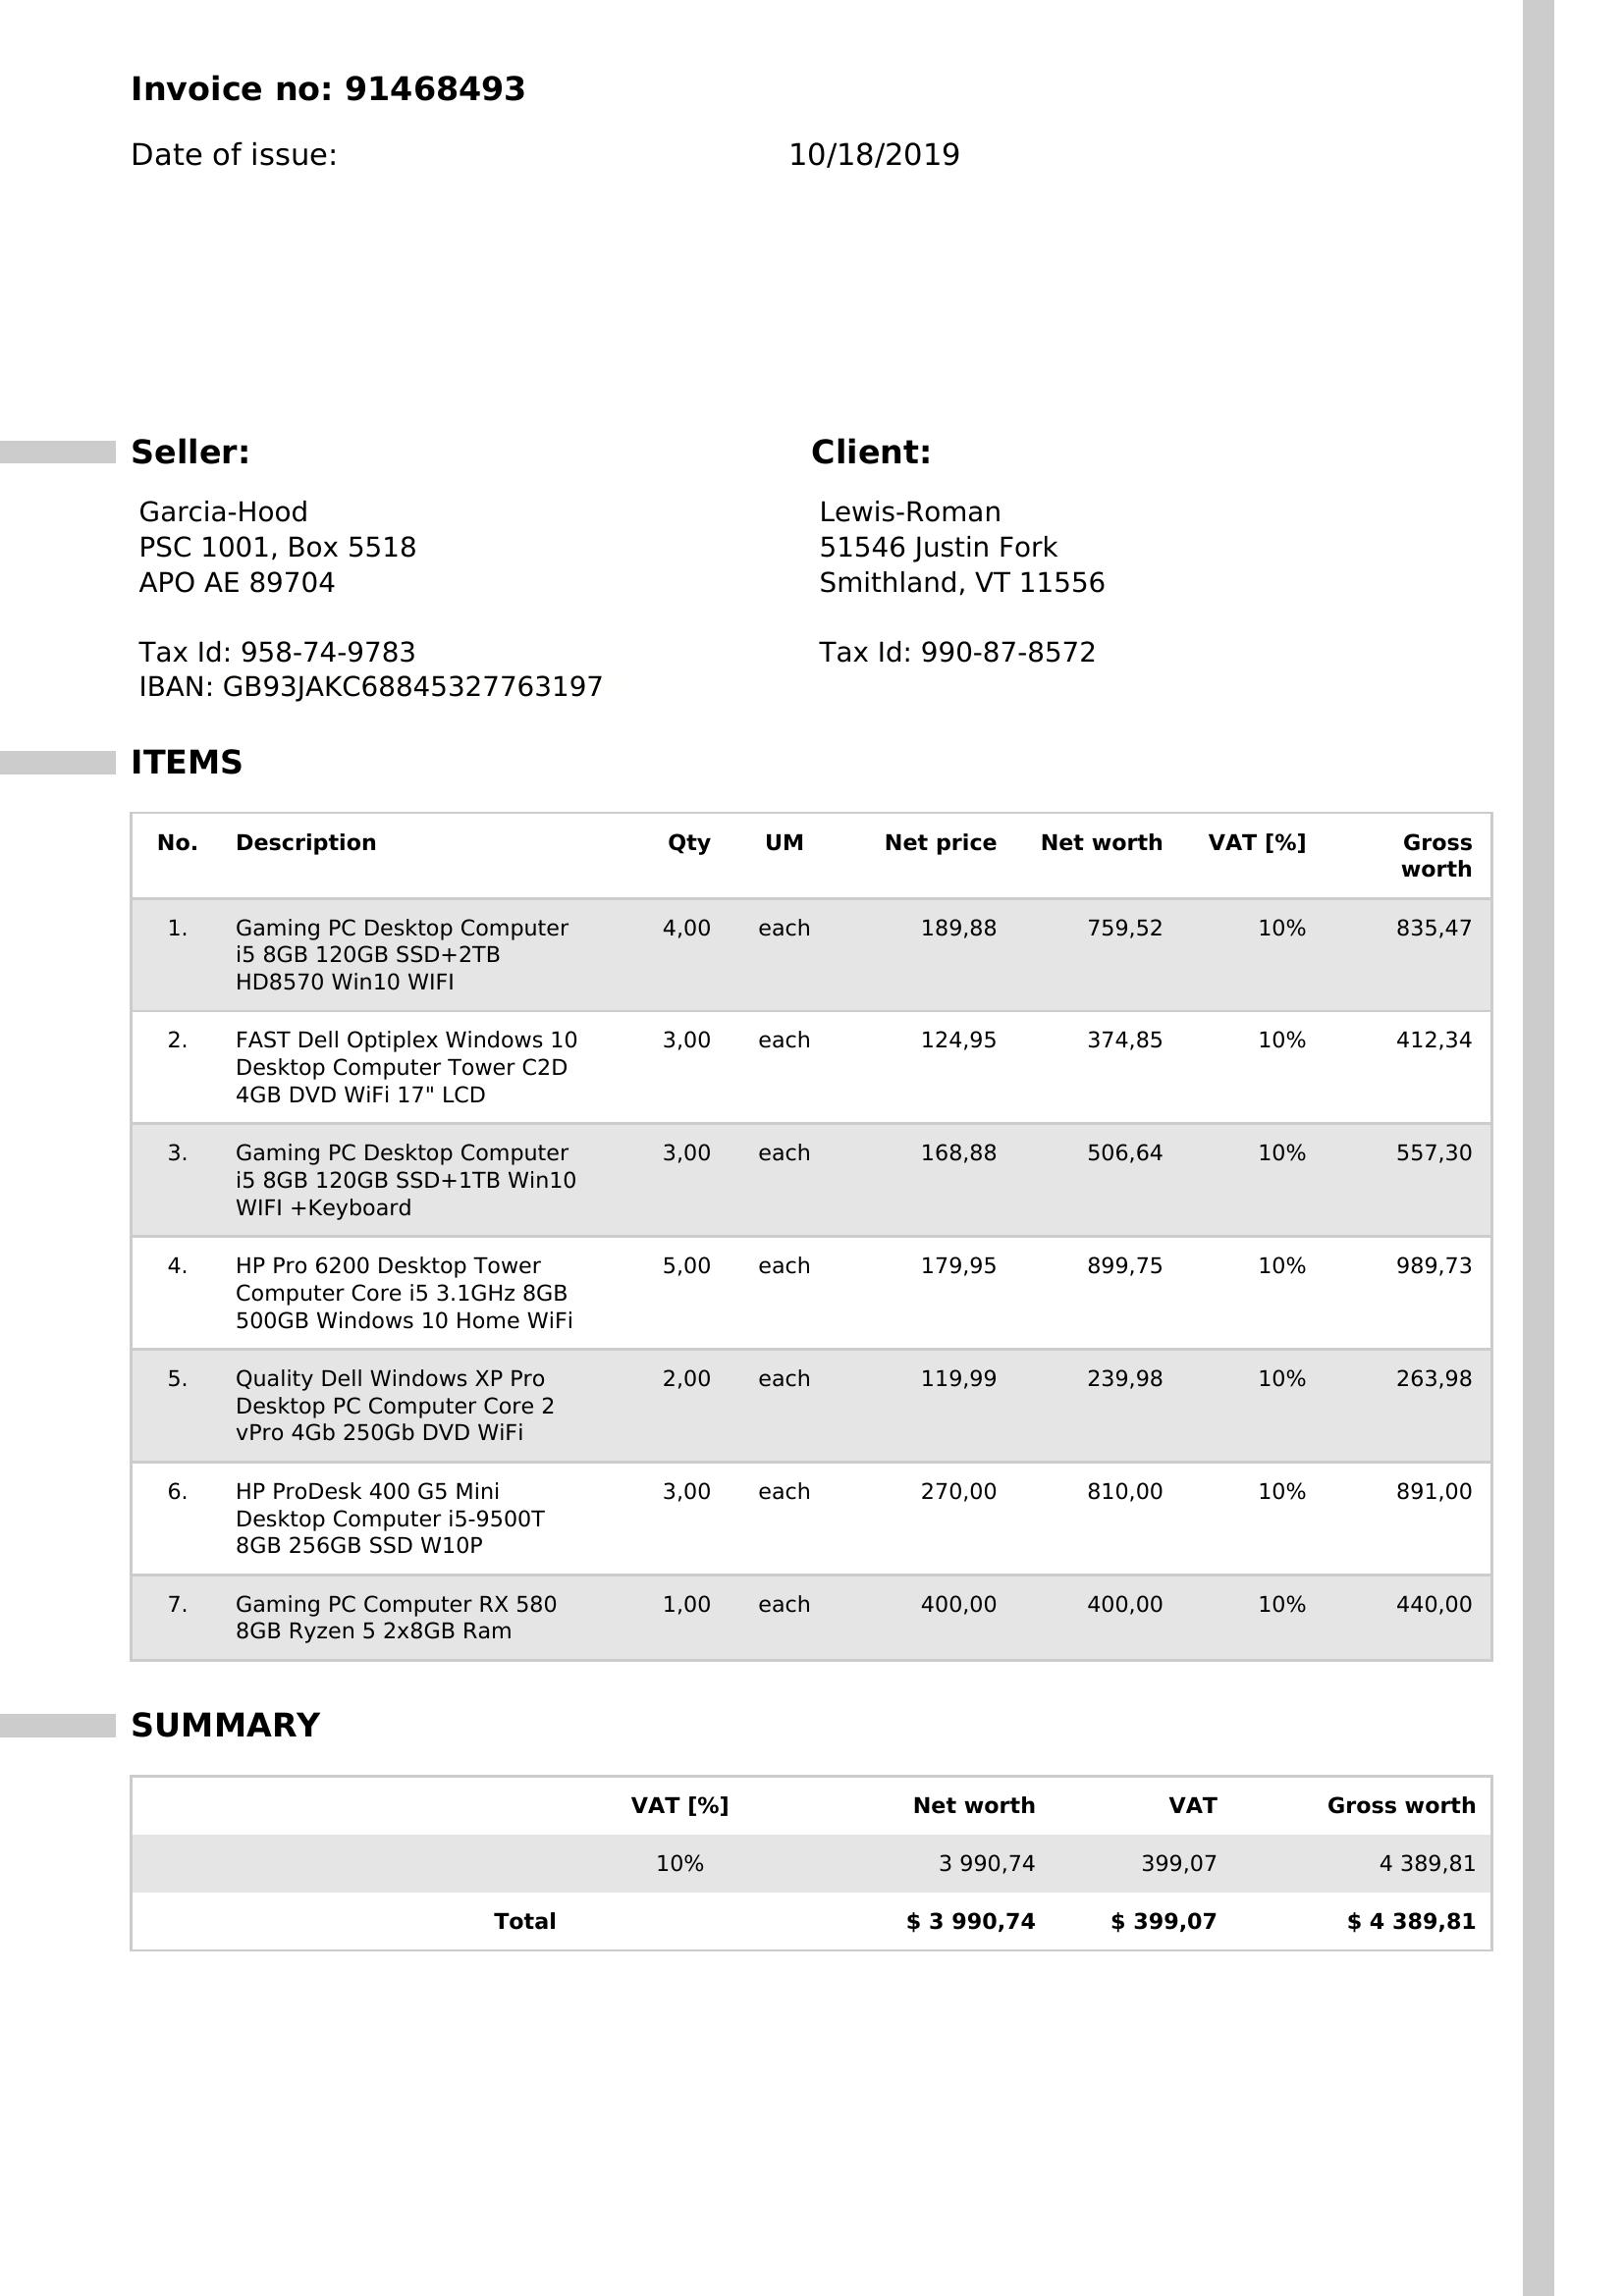 Invoice no: 91468493
Date of issue: 10/18/2019
Seller: Client:
Garcia-Hood Lewis-Roman
PSC 1001, Box 5518 51546 Justin Fork
APO AE 89704 Smithland, VT 11556
Tax Id: 958-74-9783 Tax Id: 990-87-8572
IBAN: GB93JAKC68845327763197
ITEMS
No. Description Qty UM Net price Net worth VAT [%] Gross
worth
1. Gaming PC Desktop Computer 4,00 each 189,88 759,52 10% 835,47
i5 8GB 120GB SSD+2TB
HD8570 Win10 WIFI
2. FAST Dell Optiplex Windows 10 3,00 each 124,95 374,85 10% 412,34
Desktop Computer Tower C2D
4GB DVD WiFi 17" LCD
3. Gaming PC Desktop Computer 3,00 each 168,88 506,64 10% 557,30
i5 8GB 120GB SSD+1TB Win10
WIFI +Keyboard
4. HP Pro 6200 Desktop Tower 5,00 each 179,95 899,75 10% 989,73
Computer Core i5 3.1GHz 8GB
500GB Windows 10 Home WiFi
5. Quality Dell Windows XP Pro 2,00 each 119,99 239,98 10% 263,98
Desktop PC Computer Core 2
vPro 4Gb 250Gb DVD WiFi
6. HP ProDesk 400 G5 Mini 3,00 each 270,00 810,00 10% 891,00
Desktop Computer i5-9500T
8GB 256GB SSD W10P
7. Gaming PC Computer RX 580 1,00 each 400,00 400,00 10% 440,00
8GB Ryzen 5 2x8GB Ram
SUMMARY
VAT [%] Net worth VAT Gross worth
10% 3 990,74 399,07 4 389,81
Total $ 3 990,74 $ 399,07 $ 4 389,81